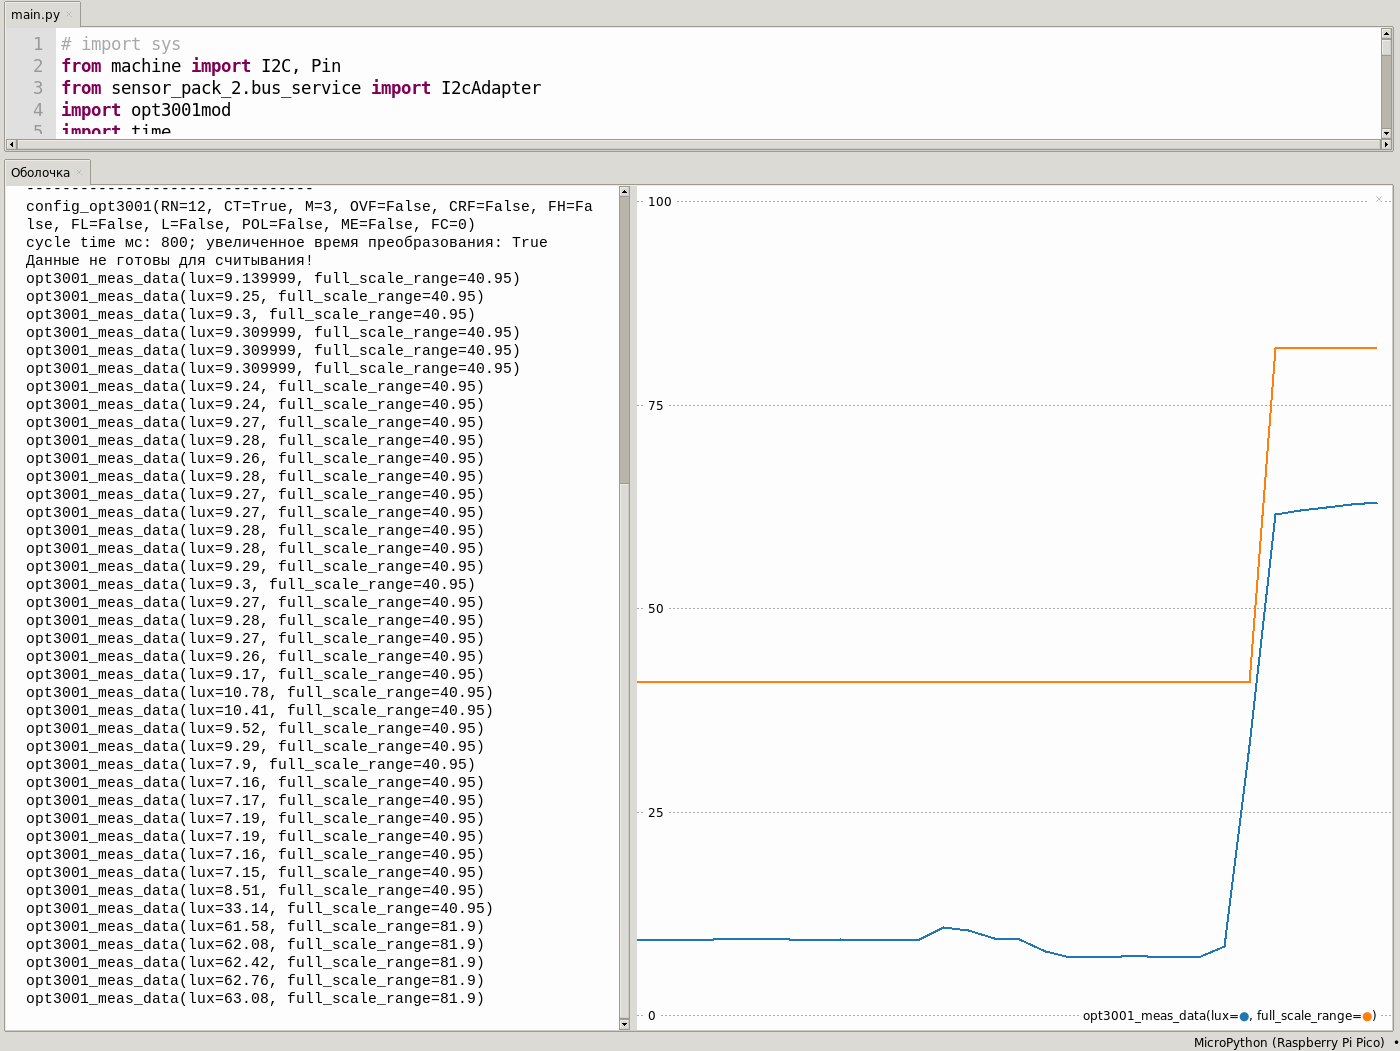 main.py
1 # import sys
2 from machine import I2C, Pin
3 from sensor_pack_2.bus_service import I2cAdapter
4 import opt3001mod
5 import time
Оболочка
--------------------------------
config_opt3001(RN=12, CT=True, M=3, OVF=False, CRF=False, FH=Fa
lse, FL=False, L=False, POL=False, ME=False, FC=0)
cycle time мс: 800; увеличенное время преобразования: True
Данные не готовы для считывания!
opt3001_meas_data(lux=9.139999, full_scale_range=40.95)
opt3001_meas_data(lux=9.25, full_scale_range=40.95)
opt3001_meas_data(lux=9.3, full_scale_range=40.95)
opt3001_meas_data(lux=9.309999, full_scale_range=40.95)
opt3001_meas_data(lux=9.309999, full_scale_range=40.95)
opt3001_meas_data(lux=9.309999, full_scale_range=40.95)
opt3001_meas_data(lux=9.24, full_scale_range=40.95)
opt3001_meas_data(lux=9.24, full_scale_range=40.95)
opt3001_meas_data(lux=9.27, full_scale_range=40.95)
opt3001_meas_data(lux=9.28, full_scale_range=40.95)
opt3001_meas_data(lux=9.26, full_scale_range=40.95)
opt3001_meas_data(lux=9.28, full_scale_range=40.95)
opt3001_meas_data(lux=9.27, full_scale_range=40.95)
opt3001_meas_data(lux=9.27, full_scale_range=40.95)
opt3001_meas_data(lux=9.28, full_scale_range=40.95)
opt3001_meas_data(lux=9.28, full_scale_range=40.95)
opt3001_meas_data(lux=9.29, full_scale_range=40.95)
opt3001_meas_data(lux=9.3, full_scale_range=40.95)
opt3001_meas_data(lux=9.27, full_scale_range=40.95)
opt3001_meas_data(lux=9.28, full_scale_range=40.95)
opt3001_meas_data(lux=9.27, full_scale_range=40.95)
opt3001_meas_data(lux=9.26, full_scale_range=40.95)
opt3001_meas_data(lux=9.17, full_scale_range=40.95)
opt3001_meas_data(lux=10.78, full_scale_range=40.95)
opt3001_meas_data(lux=10.41, full_scale_range=40.95)
opt3001_meas_data(lux=9.52, full_scale_range=40.95)
opt3001_meas_data(lux=9.29, full_scale_range=40.95)
opt3001_meas_data(lux=7.9, full_scale_range=40.95)
opt3001_meas_data(lux=7.16, full_scale_range=40.95)
opt3001_meas_data(lux=7.17, full_scale_range=40.95)
opt3001_meas_data(lux=7.19, full_scale_range=40.95)
opt3001_meas_data(lux=7.19, full_scale_range=40.95)
opt3001_meas_data(lux=7.16, full_scale_range=40.95)
opt3001_meas_data(lux=7.15, full_scale_range=40.95)
opt3001_meas_data(lux=8.51, full_scale_range=40.95)
opt3001_meas_data(lux=33.14, full_scale_range=40.95)
opt3001_meas_data(lux=61.58, full_scale_range=81.9)
opt3001_meas_data(lux=62.08, full_scale_range=81.9)
opt3001_meas_data(lux=62.42, full_scale_range=81.9)
opt3001_meas_data(lux=62.76, full_scale_range=81.9)
opt3001_meas_data(lux=63.08, full_scale_range=81.9)
100
75
50
25
0
opt3001_meas_data(lux=●, full_scale_range=●)
MicroPython (Raspberry Pi Pico) •